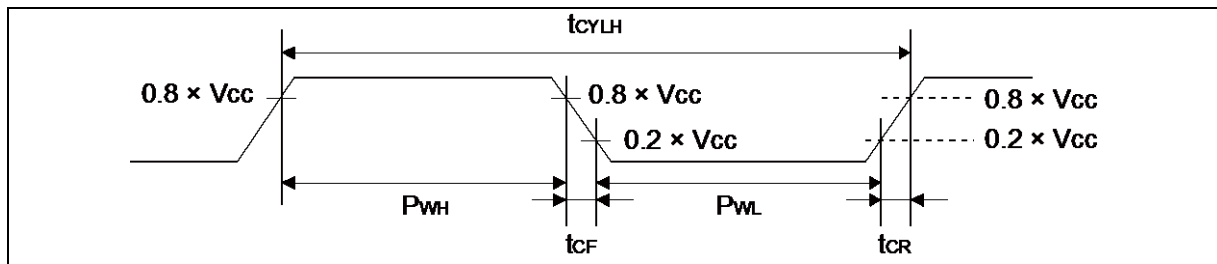 tCYLH
0.8 × VCC
0.8 × VCC
0.8 × VCC
0.2 × VCC
0.2 × VCC
PWH
PWL
tCF
tCR